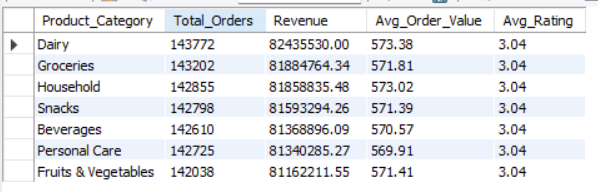 Product_Category Total_Orders Revenue Avg_Order_Value Avg_Rating
Dairy 143772 82435530.00 573.38 3.04
Groceries 143202 81884764.34 571.81 3.04
Household 142855 81858835.48 573.02 3.04
Snacks 142798 81593294.26 571.39 3.04
Beverages 142610 81368896.09 570.57 3.04
Personal Care 142725 81340285.27 569.91 3.04
Fruits & Vegetables 142038 81162211.55 571.41 3.04